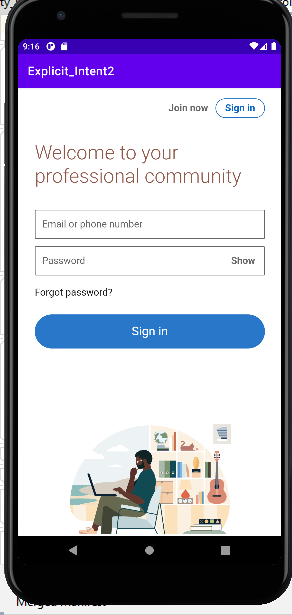 9:16
Explicit_Intent2
Join now Sign in
Welcome to your
professional community
Email or phone number
Password Show
Forgot password?
Sign in